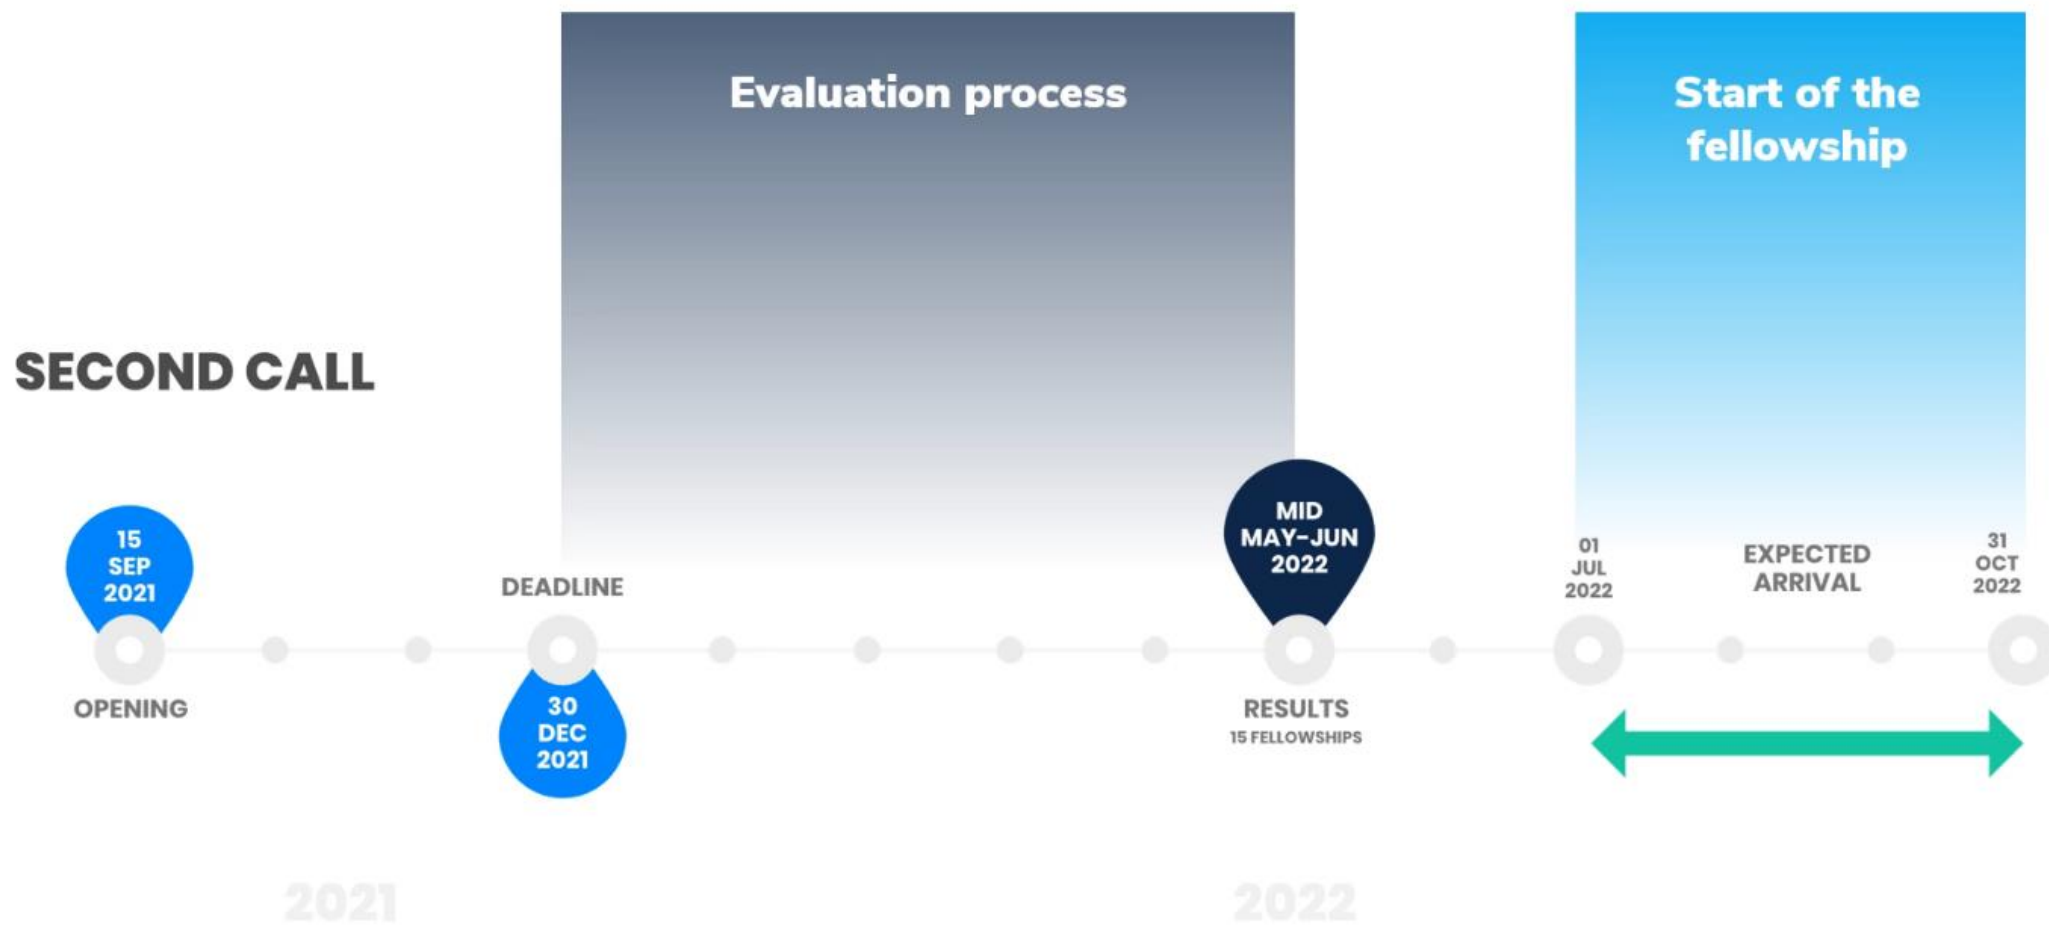 Evaluation process
Start of the
fellowship
SECOND CALL
15
SEP
2021
OPENING
DEADLINE
30
DEC
2021
MID
MAY-JUN
2022
RESULTS
15 FELLOWSHIPS
01
JUL
2022
EXPECTED
ARRIVAL
31
OCT
2022
2021
2022